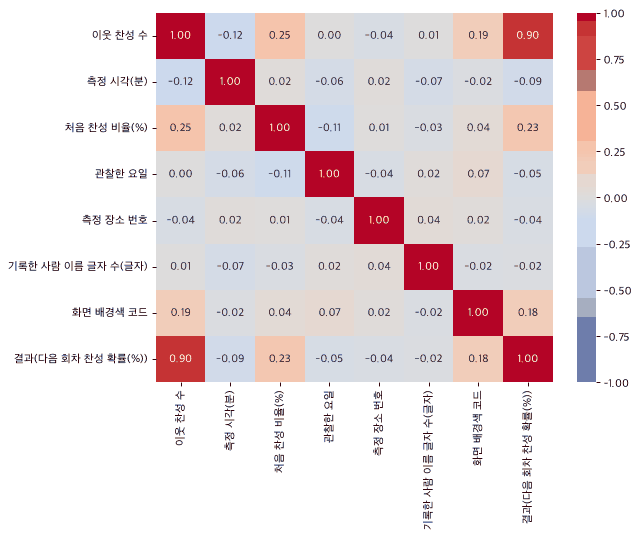 이웃 찬성 수 1.00 -0.12 0.25 0.00 -0.04 0.01 0.19 0.90
측정 시각(분) -0.12 1.00 0.02 -0.06 0.02 -0.07 -0.02 -0.09
처음 찬성 비율(%) 0.25 0.02 1.00 -0.11 0.01 -0.03 0.04 0.23
관찰한 요일 0.00 -0.06 -0.11 1.00 -0.04 0.02 0.07 -0.05
측정 장소 번호 -0.04 0.02 0.01 -0.04 1.00 0.04 0.02 -0.04
기록한 사람 이름 글자 수(글자) 0.01 -0.07 -0.03 0.02 0.04 1.00 -0.02 -0.02
화면 배경색 코드 0.19 -0.02 0.04 0.07 0.02 -0.02 1.00 0.18
결과(다음 회차 찬성 확률(%)) 0.90 -0.09 0.23 -0.05 -0.04 -0.02 0.18 1.00
이웃 찬성 수
측정 시각(분)
처음 찬성 비율(%)
관찰한 요일
측정 장소 번호
기록한 사람 이름 글자 수(글자)
화면 배경색 코드
결과(다음 회차 찬성 확률(%))
1.00
0.75
0.50
0.25
0.00
-0.25
-0.50
-0.75
-1.00